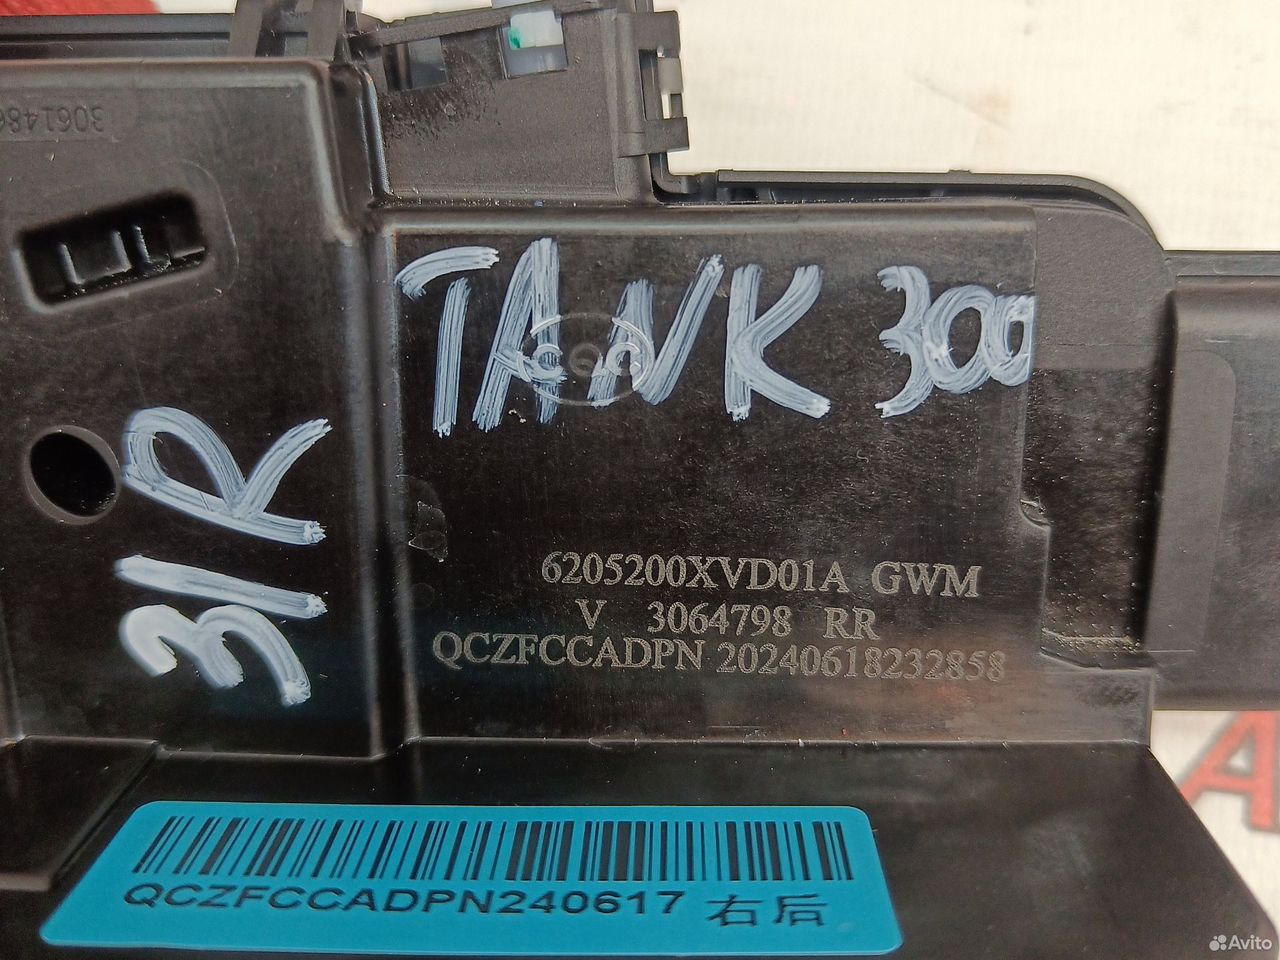 TANK 300
31R
6205200XVD01A GWM
V 3064798 RR
QCZFCCADPN 20240618232858
QCZFCCADPN240617 右后
Avito